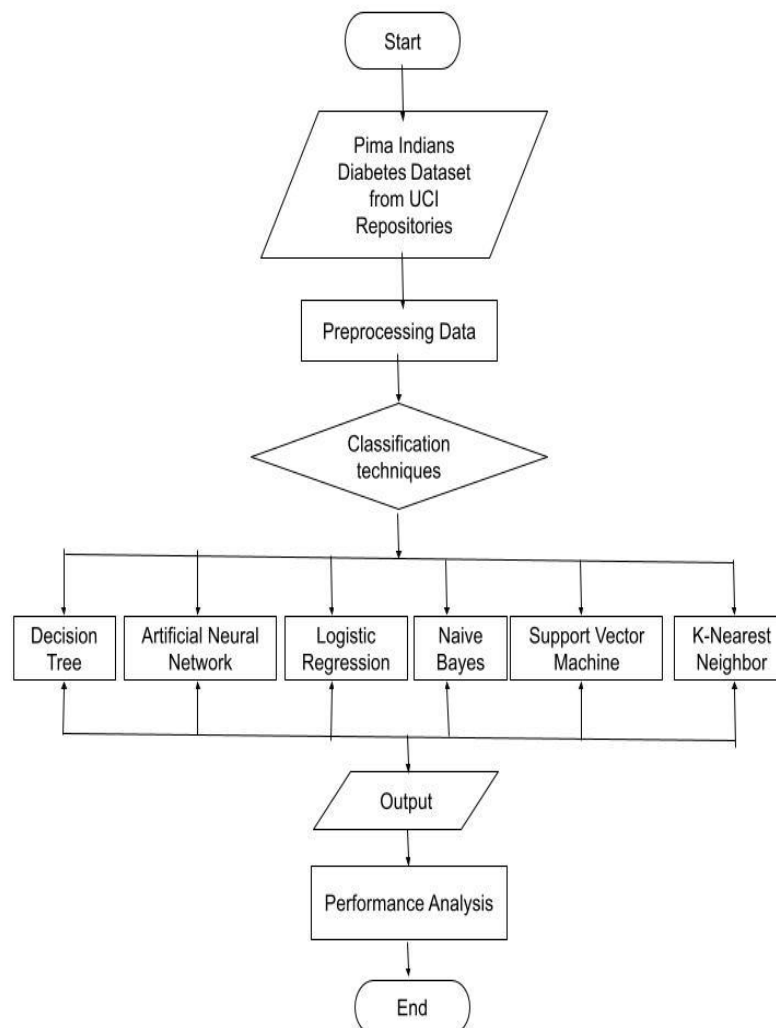 Start
Pima Indians
Diabetes Dataset
from UCI
Repositories
Preprocessing Data
Classification
techniques
Decision
Tree
Artificial Neural
Network
Logistic
Regression
Naive
Bayes
Support Vector
Machine
K-Nearest
Neighbor
Output
Performance Analysis
End